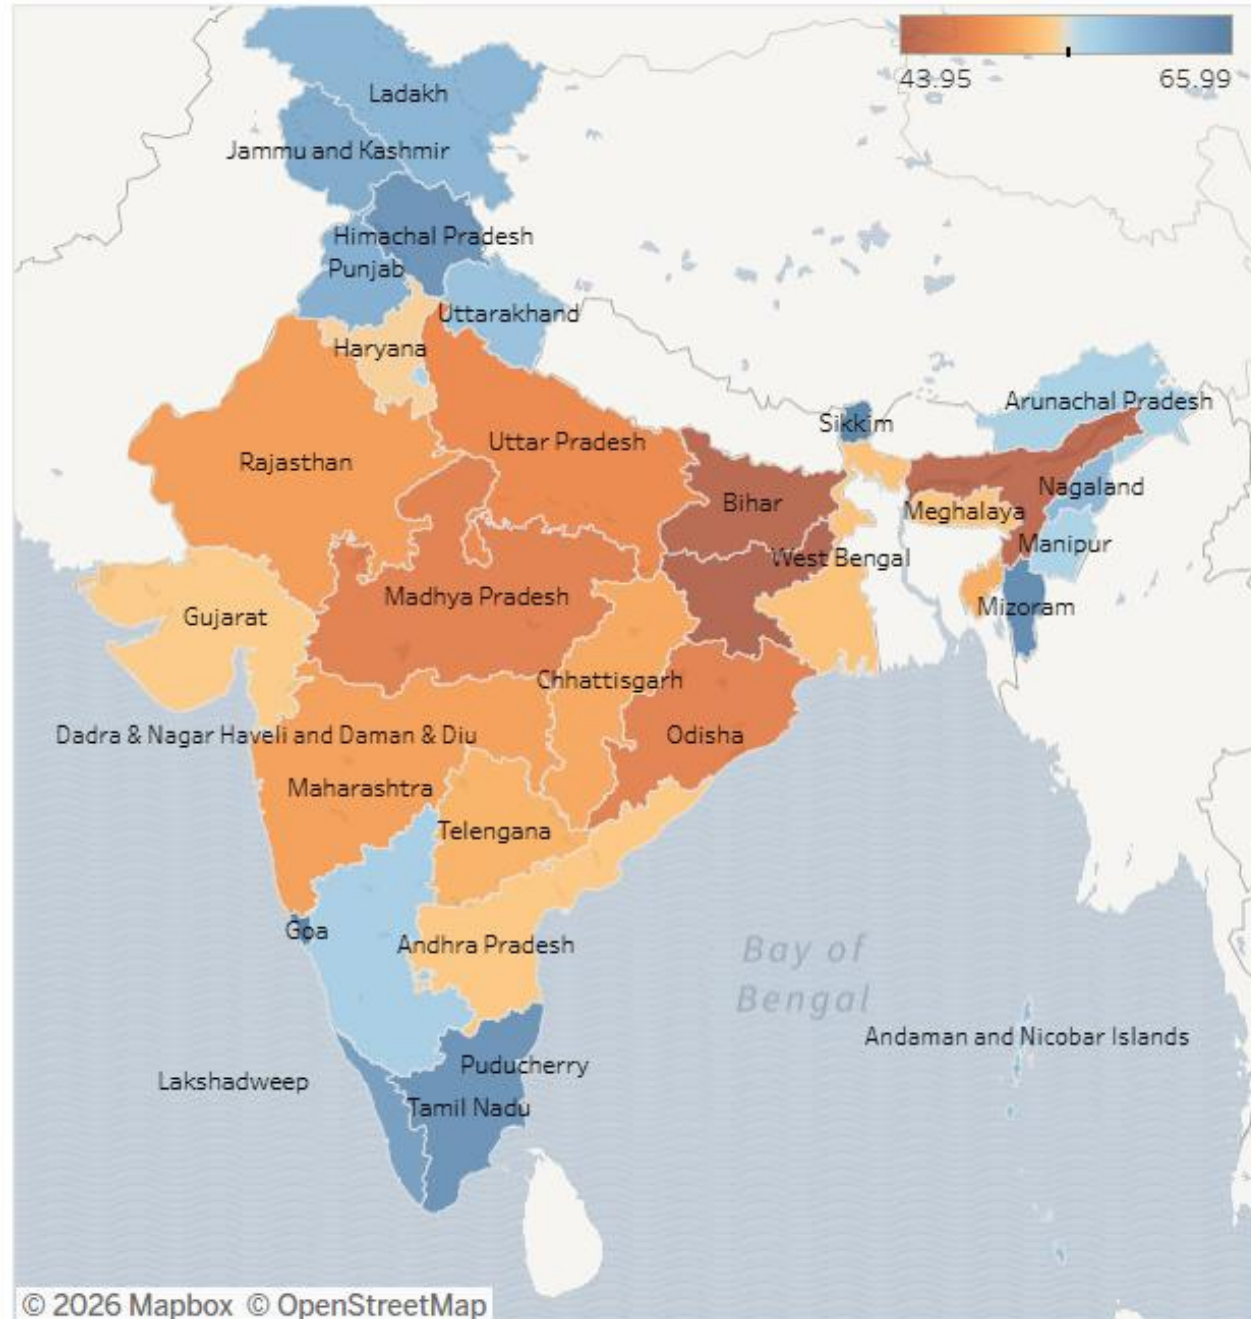 43.95 65.99
Ladakh
Jammu and Kashmir
Himachal Pradesh
Punjab
Uttarakhand
Haryana
Arunachal Pradesh
Sikkim
Uttar Pradesh
Rajasthan
Nagaland
Bihar
Meghalaya
Manipur
West Bengal
Madhya Pradesh
Mizoram
Gujarat
Chhattisgarh
Dadra & Nagar Haveli and Daman & Diu
Odisha
Maharashtra
Telengana
Goa
Andhra Pradesh
Bay of
Bengal
Andaman and Nicobar Islands
Puducherry
Lakshadweep
Tamil Nadu
© 2026 Mapbox © OpenStreetMap